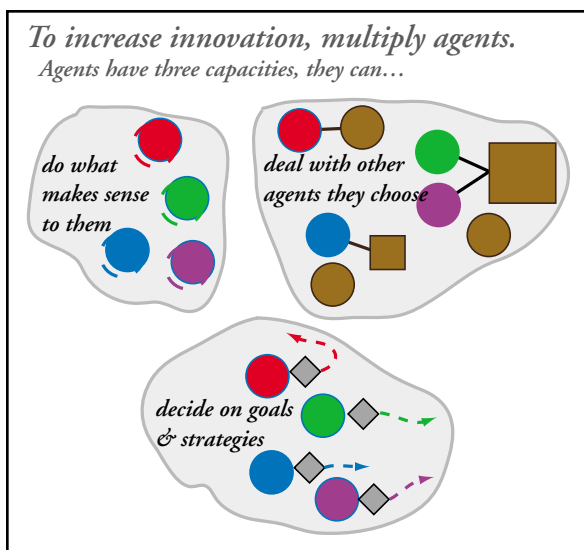 To increase innovation, multiply agents.
Agents have three capacities, they can…
do what
makes sense
to them
deal with other
agents they choose
decide on goals
& strategies